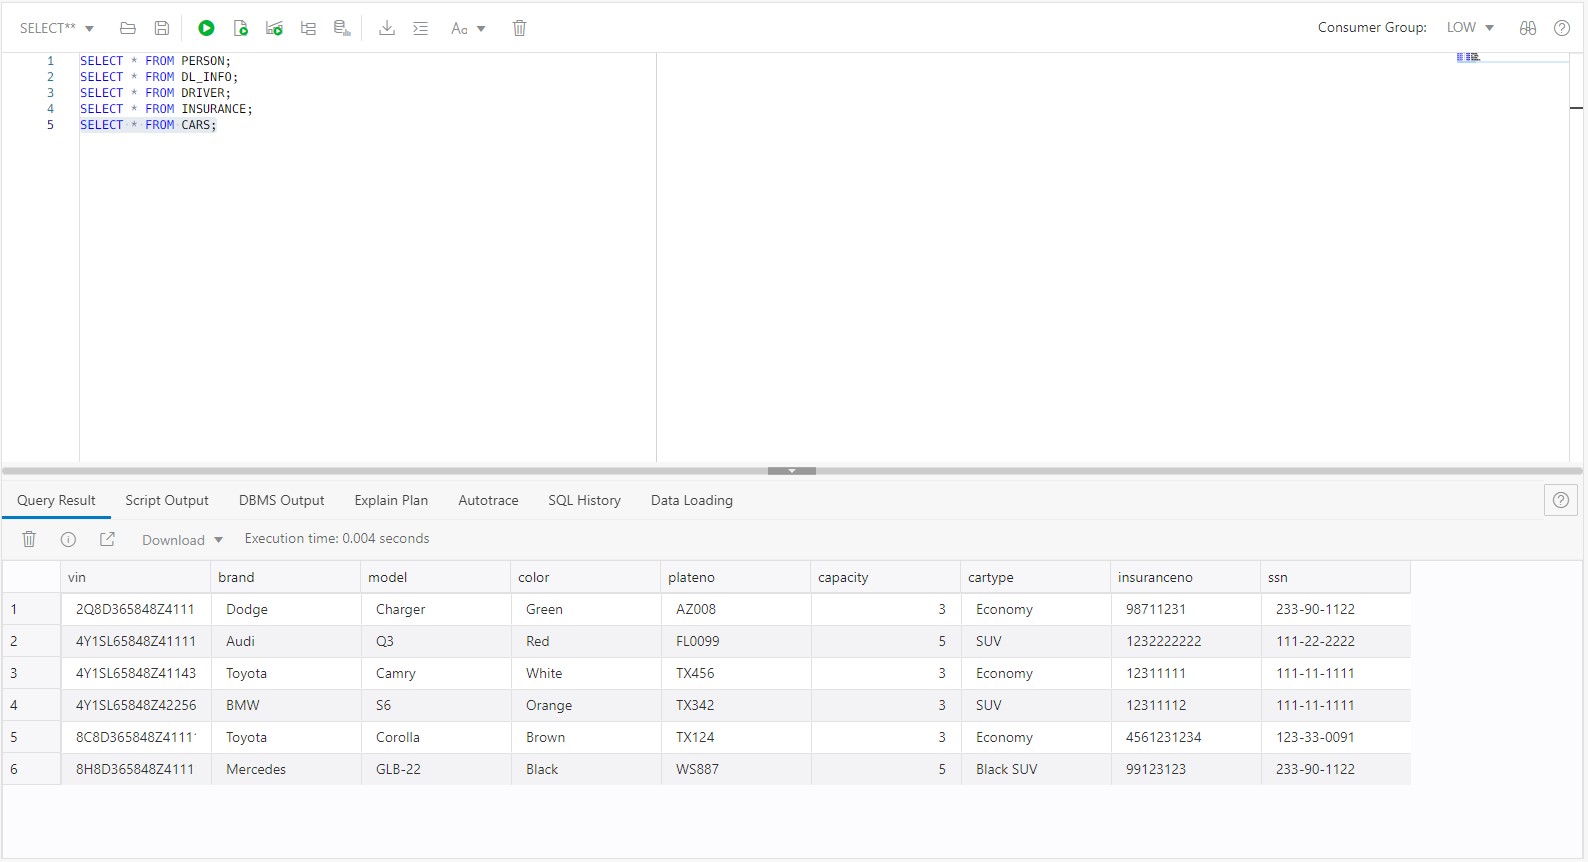 SELECT** Aa Consumer Group: LOW
1 SELECT * FROM PERSON;
2 SELECT * FROM DL_INFO;
3 SELECT * FROM DRIVER;
4 SELECT * FROM INSURANCE;
5 SELECT * FROM CARS;
Query Result Script Output DBMS Output Explain Plan Autotrace SQL History Data Loading
Download Execution time: 0.004 seconds
vin brand model color plateno capacity cartype insuranceno ssn
1 2Q8D365848Z4111 Dodge Charger Green AZ008 3 Economy 98711231 233-90-1122
2 4Y1SL65848Z41111 Audi Q3 Red FL0099 5 SUV 1232222222 111-22-2222
3 4Y1SL65848Z41143 Toyota Camry White TX456 3 Economy 12311111 111-11-1111
4 4Y1SL65848Z42256 BMW S6 Orange TX342 3 SUV 12311112 111-11-1111
5 Toyota Corolla Brown TX124 3 Economy 4561231234 123-33-0091
6 8H8D365848Z4111 Mercedes GLB-22 Black WS887 5 Black SUV 99123123 233-90-1122